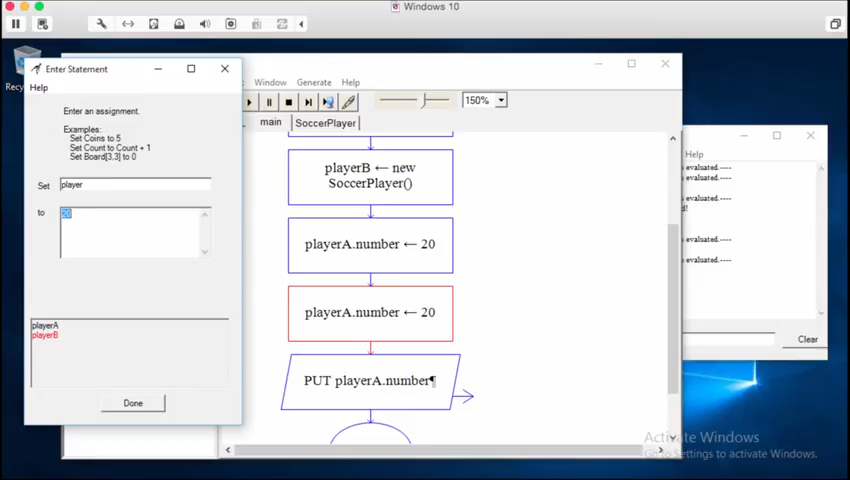 Windows 10
Recyc
Enter Statement
Help
Enter an assignment.
Examples:
Set Coins to 5
Set Count to Count + 1
Set Board[3,3] to 0
Set
player
to
20
playerA
playerB
Done
Window
Generate
Help
150%
main
SoccerPlayer
playerB ← new
SoccerPlayer()
playerA.number ← 20
playerA.number ← 20
PUT playerA.number¶
Help
s evaluated.----
s evaluated.----
s evaluated.----
d!
s evaluated.----
s evaluated.----
Clear
Activate Windows
Go to Settings to activate Windows.